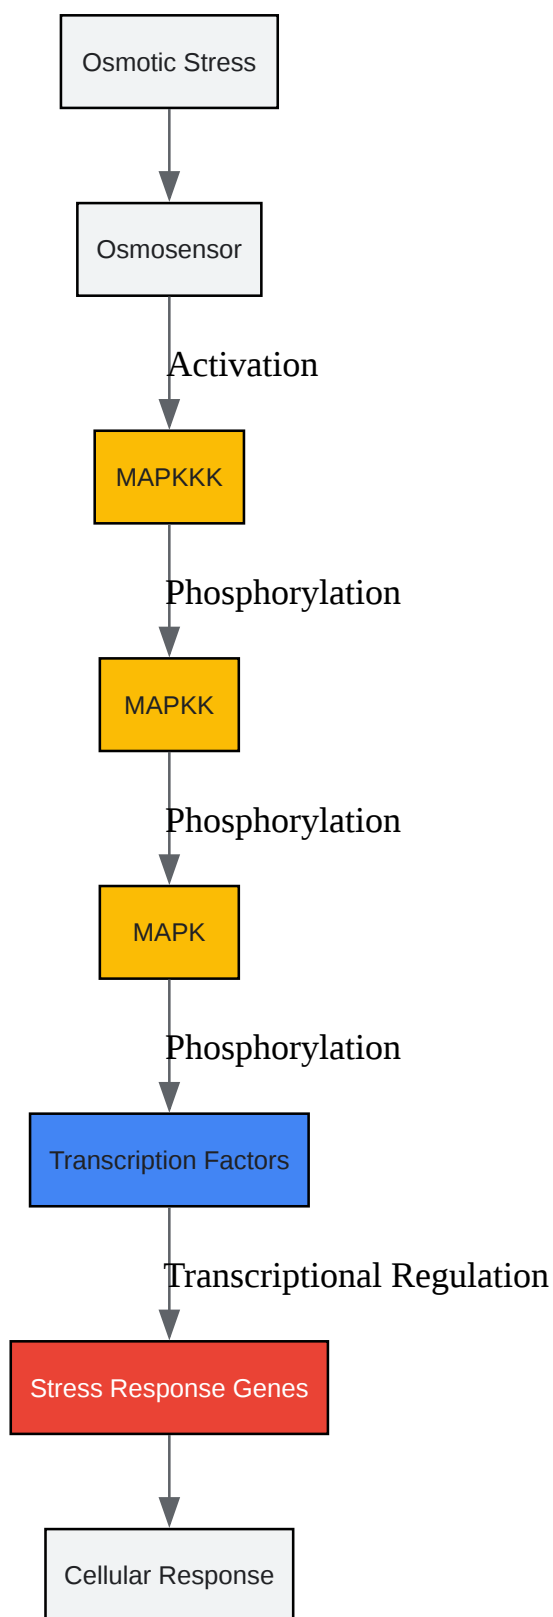 Osmotic Stress
Osmosensor
Activation
MAPKKK
Phosphorylation
MAPKK
Phosphorylation
MAPK
Phosphorylation
Transcription Factors
Transcriptional Regulation
Stress Response Genes
Cellular Response